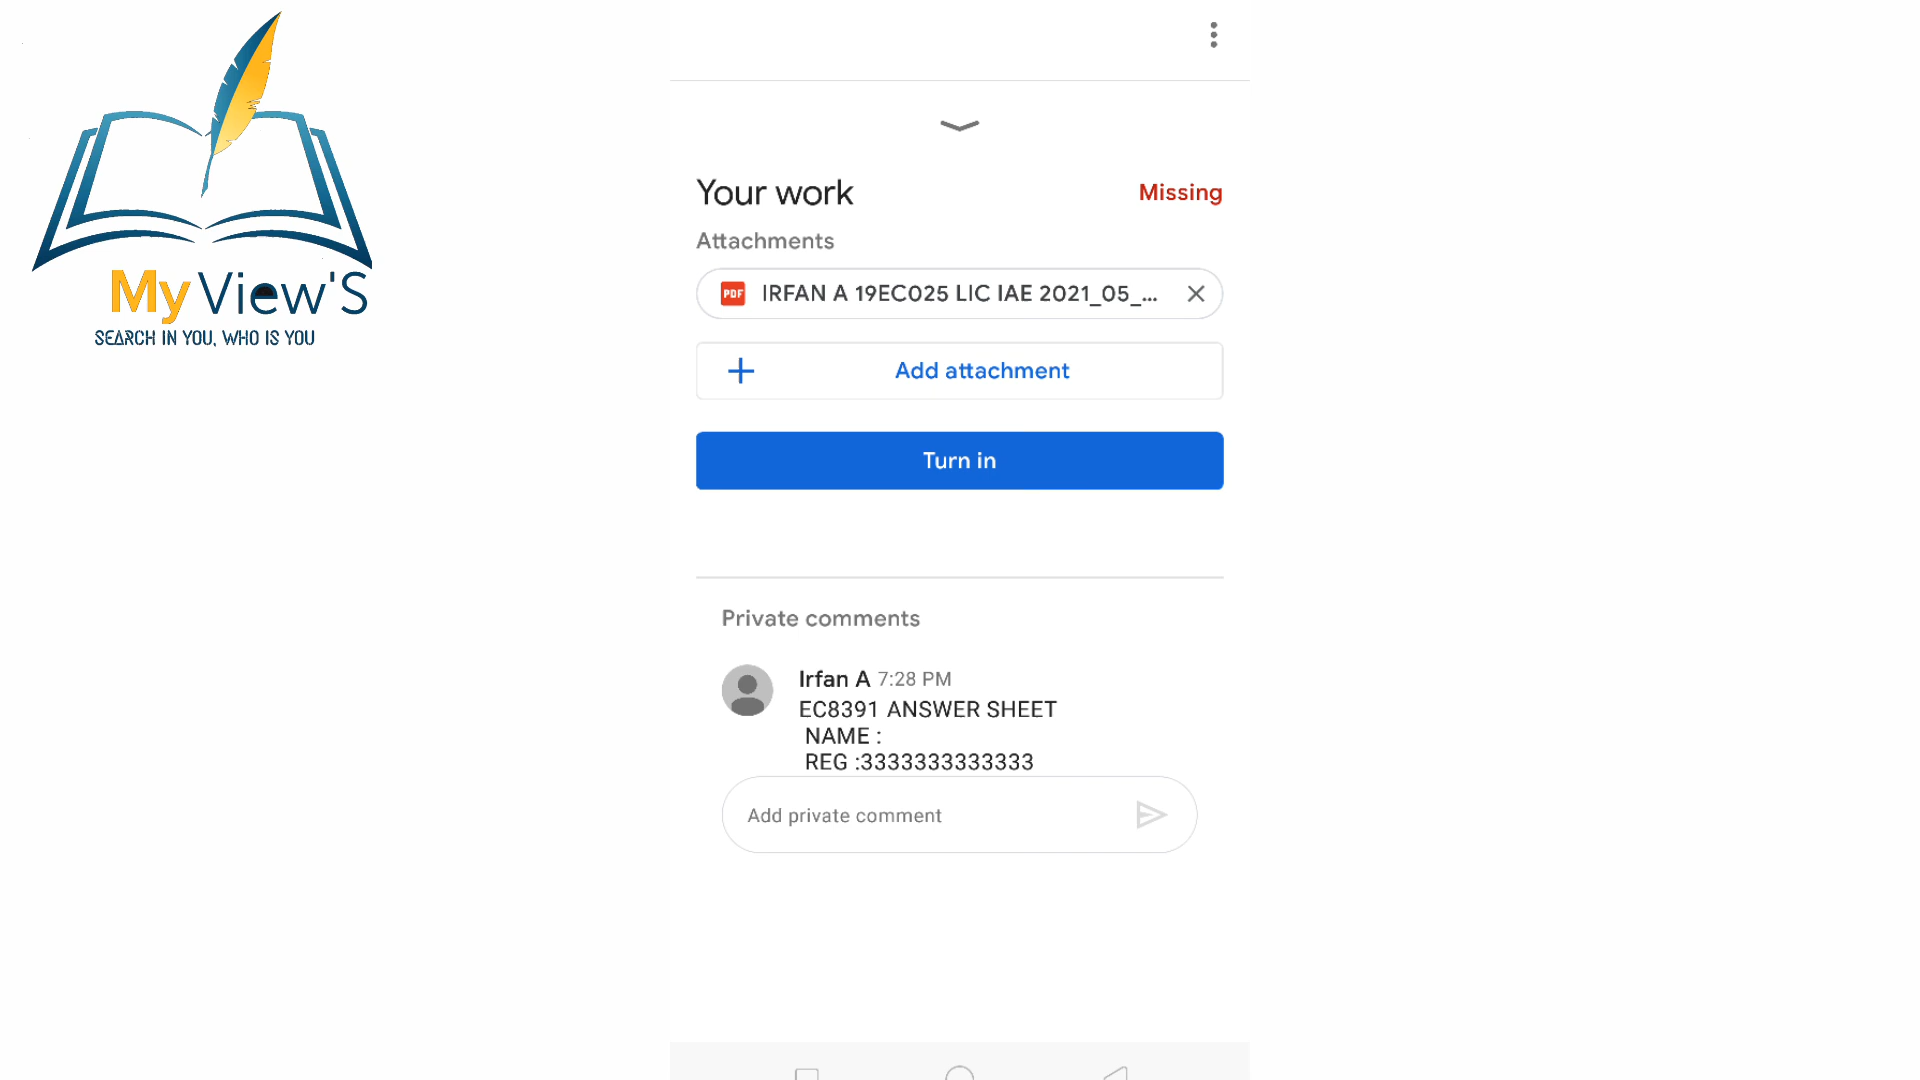 My View'S
SEARCH IN YOU, WHO IS YOU
Your work
Missing
Attachments
PDF
IRFAN A 19EC025 LIC IAE 2021_05_...
Add attachment
Turn in
Private comments
Irfan A 7:28 PM
EC8391 ANSWER SHEET
NAME :
REG :3333333333333
Add private comment